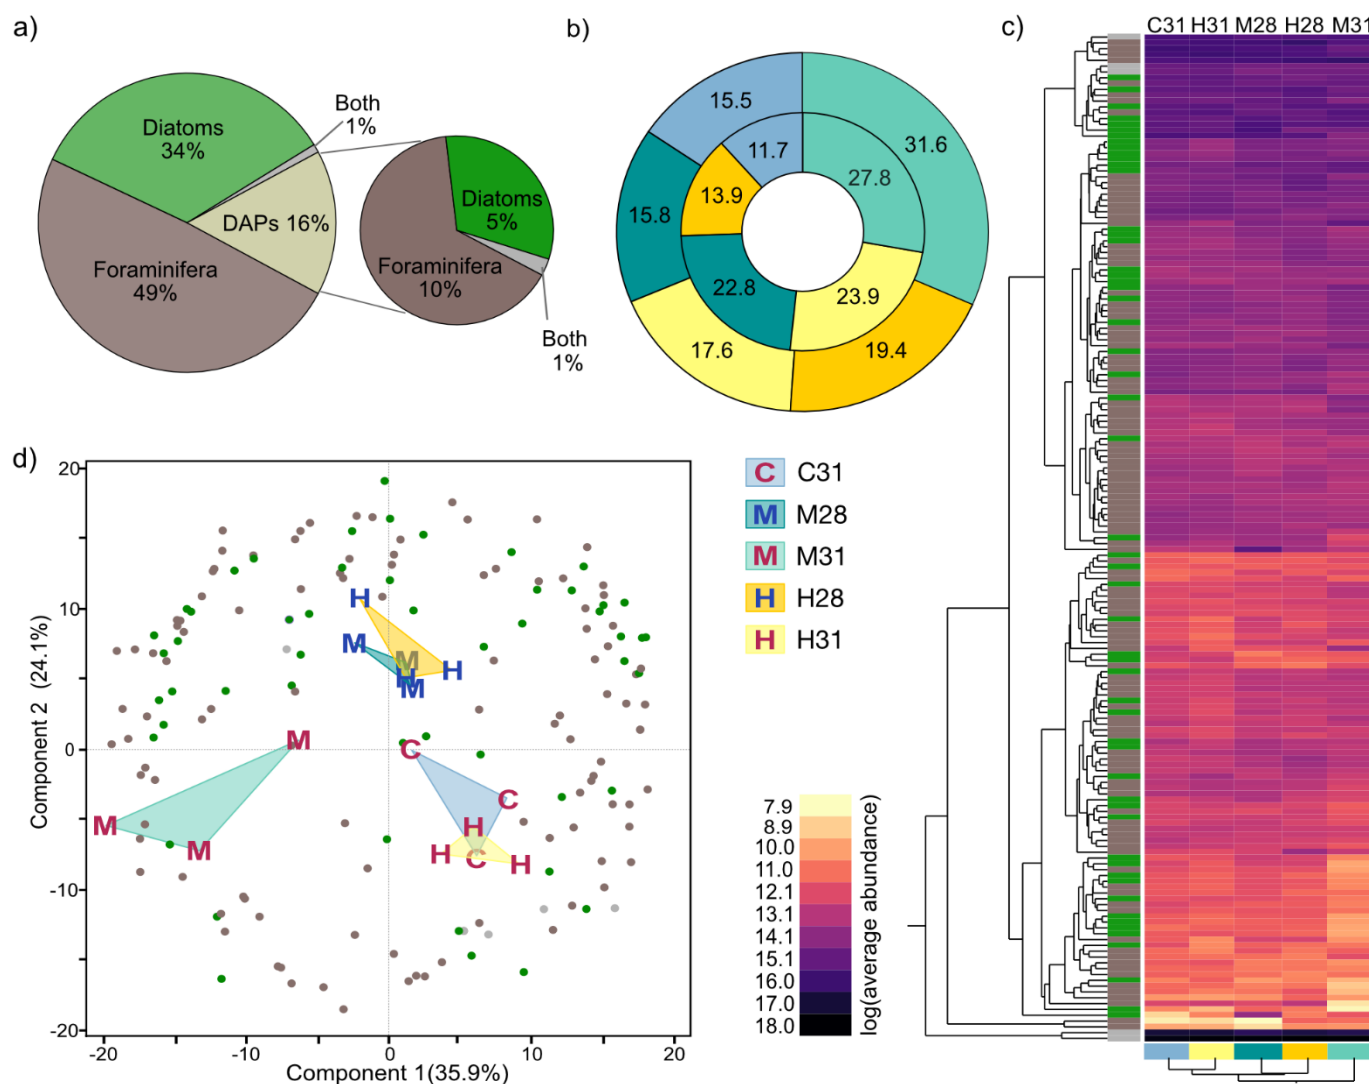 a)
Diatoms
34%
Both
1%
DAPs 16%
Foraminifera
49%
Diatoms
5%
Foraminifera
10%
Both
1%
b)
15.5
31.6
11.7
27.8
13.9
15.8
22.8
23.9
17.6
19.4
c)
C31 H31 M28 H28 M31
d)
20
10
0
-10
-20
Component 2 (24.1%)
-20 -10 0 10 20
Component 1(35.9%)
H
M
M
H
H
M
M
M
M
C
C
H
H
C
H
C C31
M M28
M M31
H H28
H H31
7.9
8.9
10.0
11.0
12.1
13.1
14.1
15.1
16.0
17.0
18.0
log(average abundance)